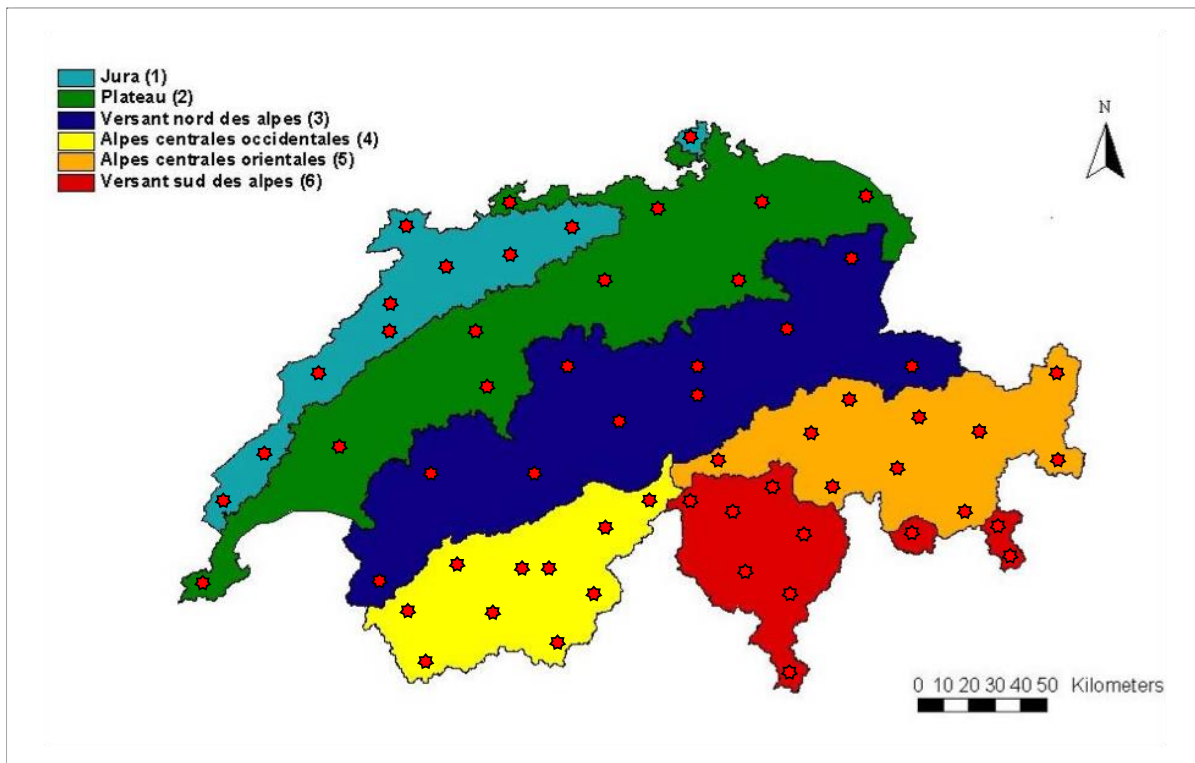 Jura (1)
Plateau (2)
Versant nord des alpes (3)
Alpes centrales occidentales (4)
Alpes centrales orientales (5)
Versant sud des alpes (6)
N
0 10 20 30 40 50 Kilometers